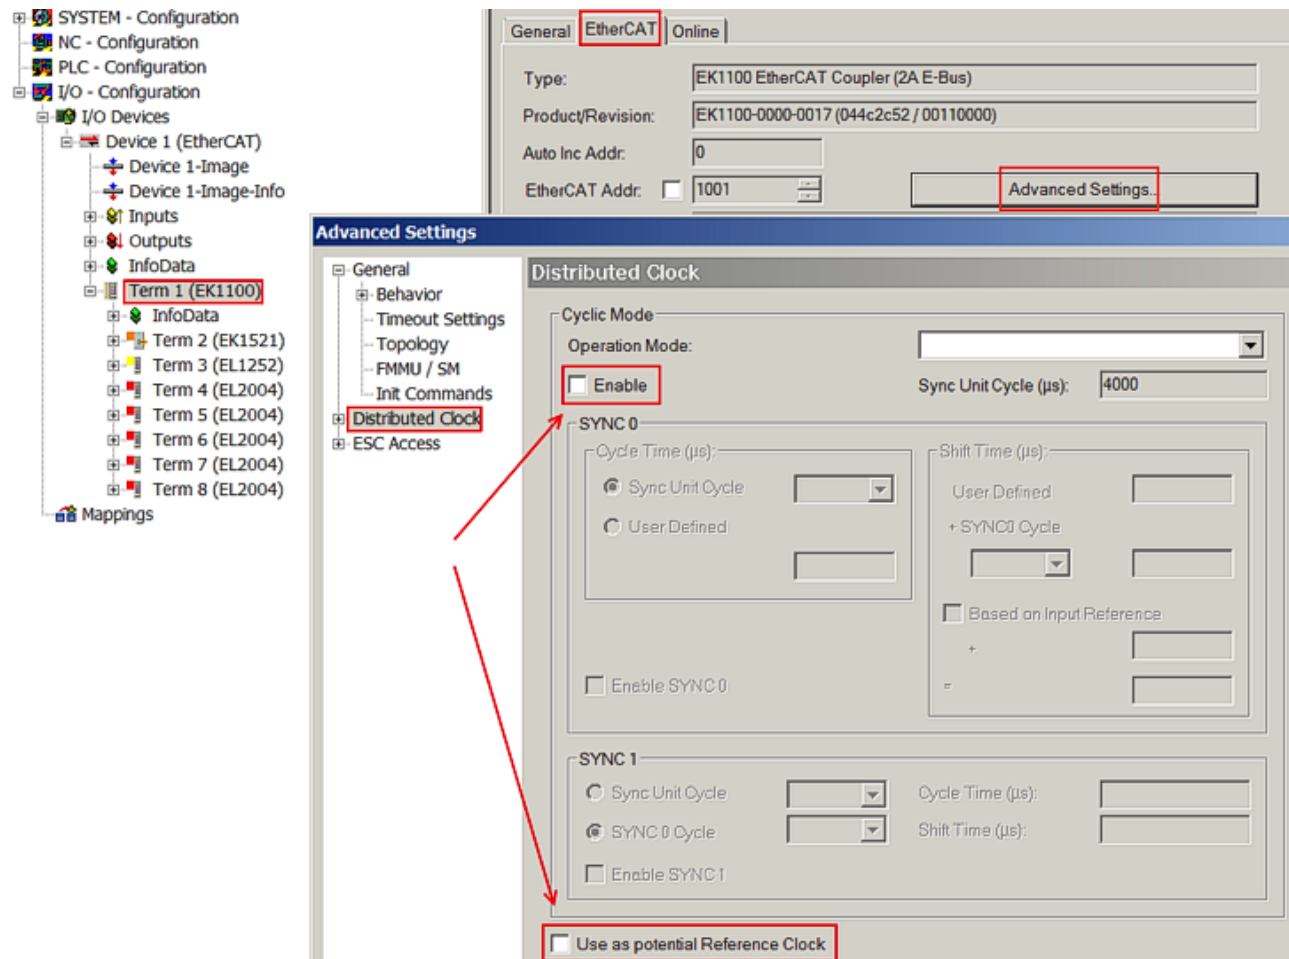 SYSTEM - Configuration
NC - Configuration
PLC - Configuration
I/O - Configuration
I/O Devices
Device 1 (EtherCAT)
Device 1-Image
Device 1-Image-Info
Inputs
Outputs
InfoData
Term 1 (EK1100)
InfoData
Term 2 (EK1521)
Term 3 (EL1252)
Term 4 (EL2004)
Term 5 (EL2004)
Term 6 (EL2004)
Term 7 (EL2004)
Term 8 (EL2004)
Mappings
General EtherCAT Online
Type: EK1100 EtherCAT Coupler (2A E-Bus)
Product/Revision: EK1100-0000-0017 (044c2c52 / 00110000)
Auto Inc Addr: 0
EtherCAT Addr: 1001 Advanced Settings..
Advanced Settings
General
Behavior
Timeout Settings
Topology
FMMU / SM
Init Commands
Distributed Clock
ESC Access
Distributed Clock
Cyclic Mode
Operation Mode:
Enable Sync Unit Cycle (µs): 4000
SYNC 0
Cycle Time (µs):
Sync Unit Cycle
User Defined
Shift Time (µs):
User Defined
+ SYNC0 Cycle
Based on Input Reference
+
=
Enable SYNC 0
SYNC 1
Sync Unit Cycle Cycle Time (µs):
SYNC 0 Cycle Shift Time (µs):
Enable SYNC 1
Use as potential Reference Clock